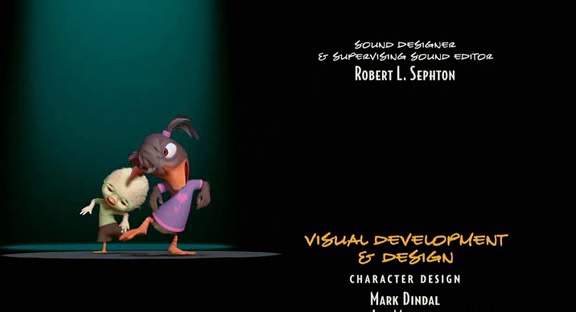 SOUND DESIGNER
& SUPERVISING SOUND EDITOR
ROBERT L. SEPHTON
VISUAL DEVELOPMENT
& DESIGN
CHARACTER DESIGN
MARK DINDAL